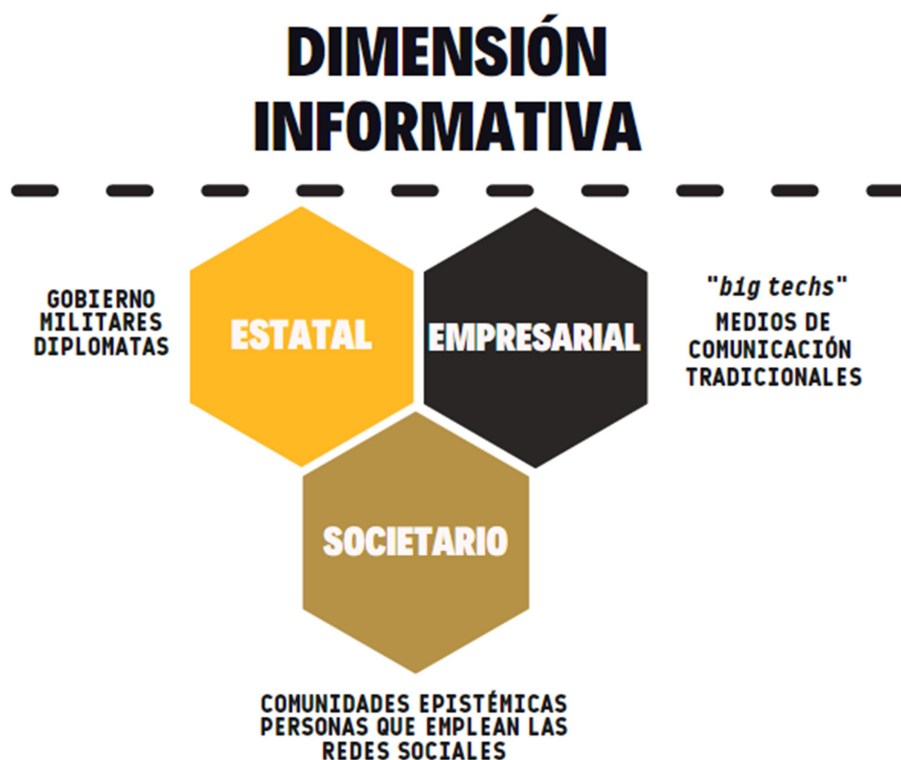 DIMENSIÓN
INFORMATIVA
GOBIERNO
MILITARES
DIPLOMATAS
ESTATAL
EMPRESARIAL
"big techs"
MEDIOS DE
COMUNICACIÓN
TRADICIONALES
SOCIETARIO
COMUNIDADES EPISTÉMICAS
PERSONAS QUE EMPLEAN LAS
REDES SOCIALES